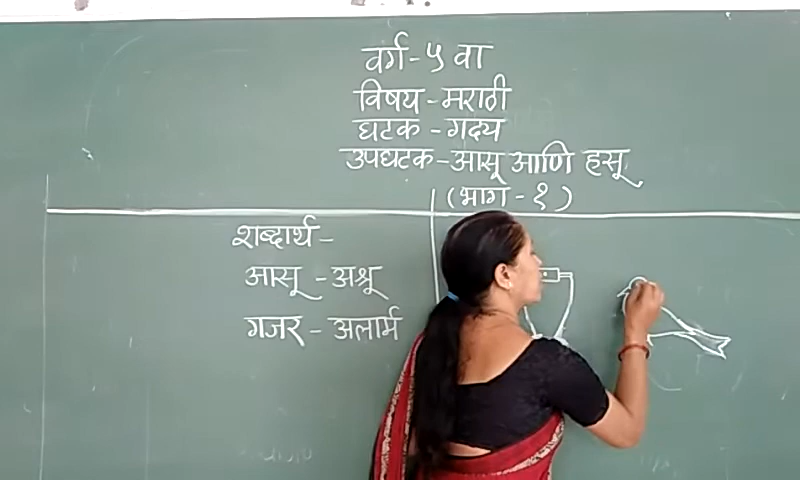 वर्ग - ५ वा
विषय - मराठी
घटक - गद्य
उपघटक - आसू आणि हसू
(भाग - १)
शब्दार्थ -
आसू - अश्रू
गजर - अलार्म